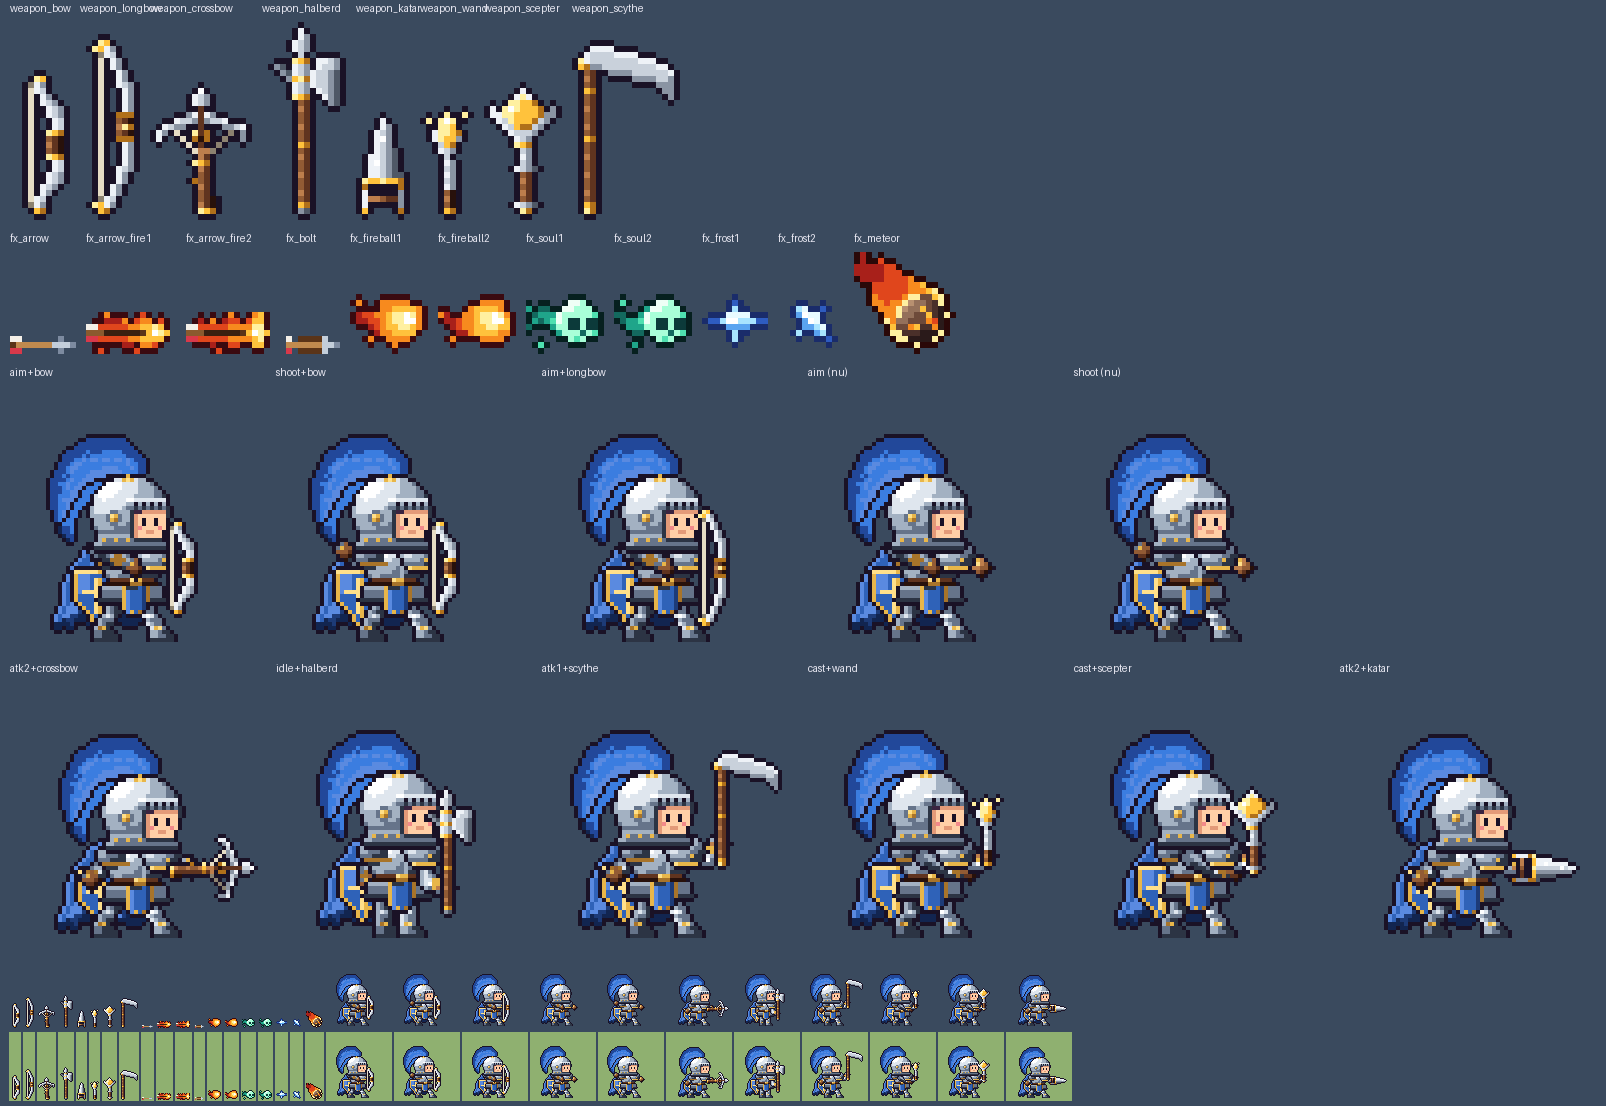 weapon_bow weapon_longbow weapon_crossbow weapon_halberd weapon_katar weapon_wand weapon_scepter weapon_scythe
fx_arrow fx_arrow_fire1 fx_arrow_fire2 fx_bolt fx_fireball1 fx_fireball2 fx_soul1 fx_soul2 fx_frost1 fx_frost2 fx_meteor
aim+bow shoot+bow aim+longbow aim (nu) shoot (nu)
atk2+crossbow idle+halberd atk1+scythe cast+wand cast+scepter atk2+katar